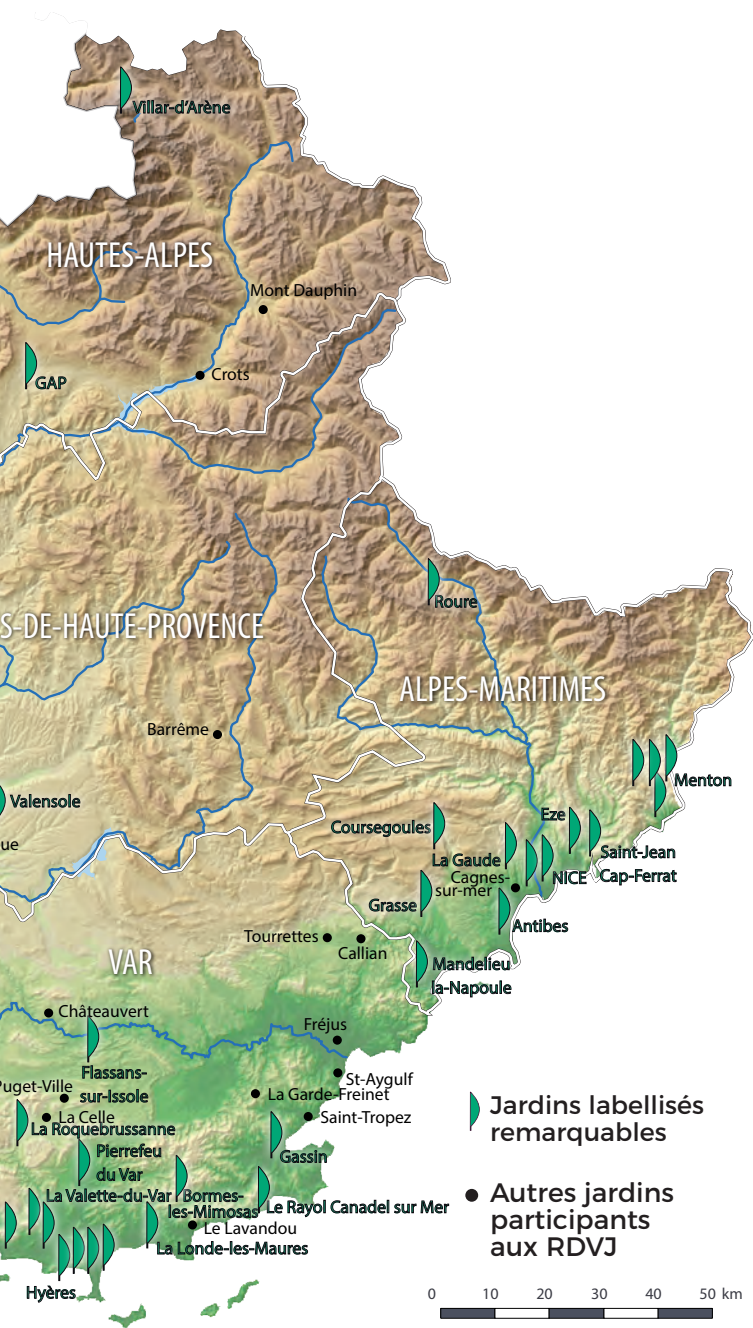 Villar-d'Arène
HAUTES-ALPES
Mont Dauphin
GAP
Crots
Roure
S-DE-HAUTE-PROVENCE
ALPES-MARITIMES
Barrême
Menton
Valensole
Eze
Coursegoules
ue
La Gaude
Saint-Jean
Cap-Ferrat
NICE
Cagnes-
sur-mer
Grasse
Antibes
Tourrettes
Callian
VAR
Mandelieu
la-Napoule
Châteauvert
Fréjus
Flassans-
sur-Issole
St-Aygulf
Puget-Ville
La Garde-Freinet
La Celle
Saint-Tropez
La Roquebrussanne
Pierrefeu
du Var
Gassin
La Valette-du-Var
Bormes-
les-Mimosas
Le Rayol Canadel sur Mer
Le Lavandou
La Londe-les-Maures
Hyères
Jardins labellisés
remarquables
Autres jardins
participants
aux RDVJ
0 10 20 30 40 50 km